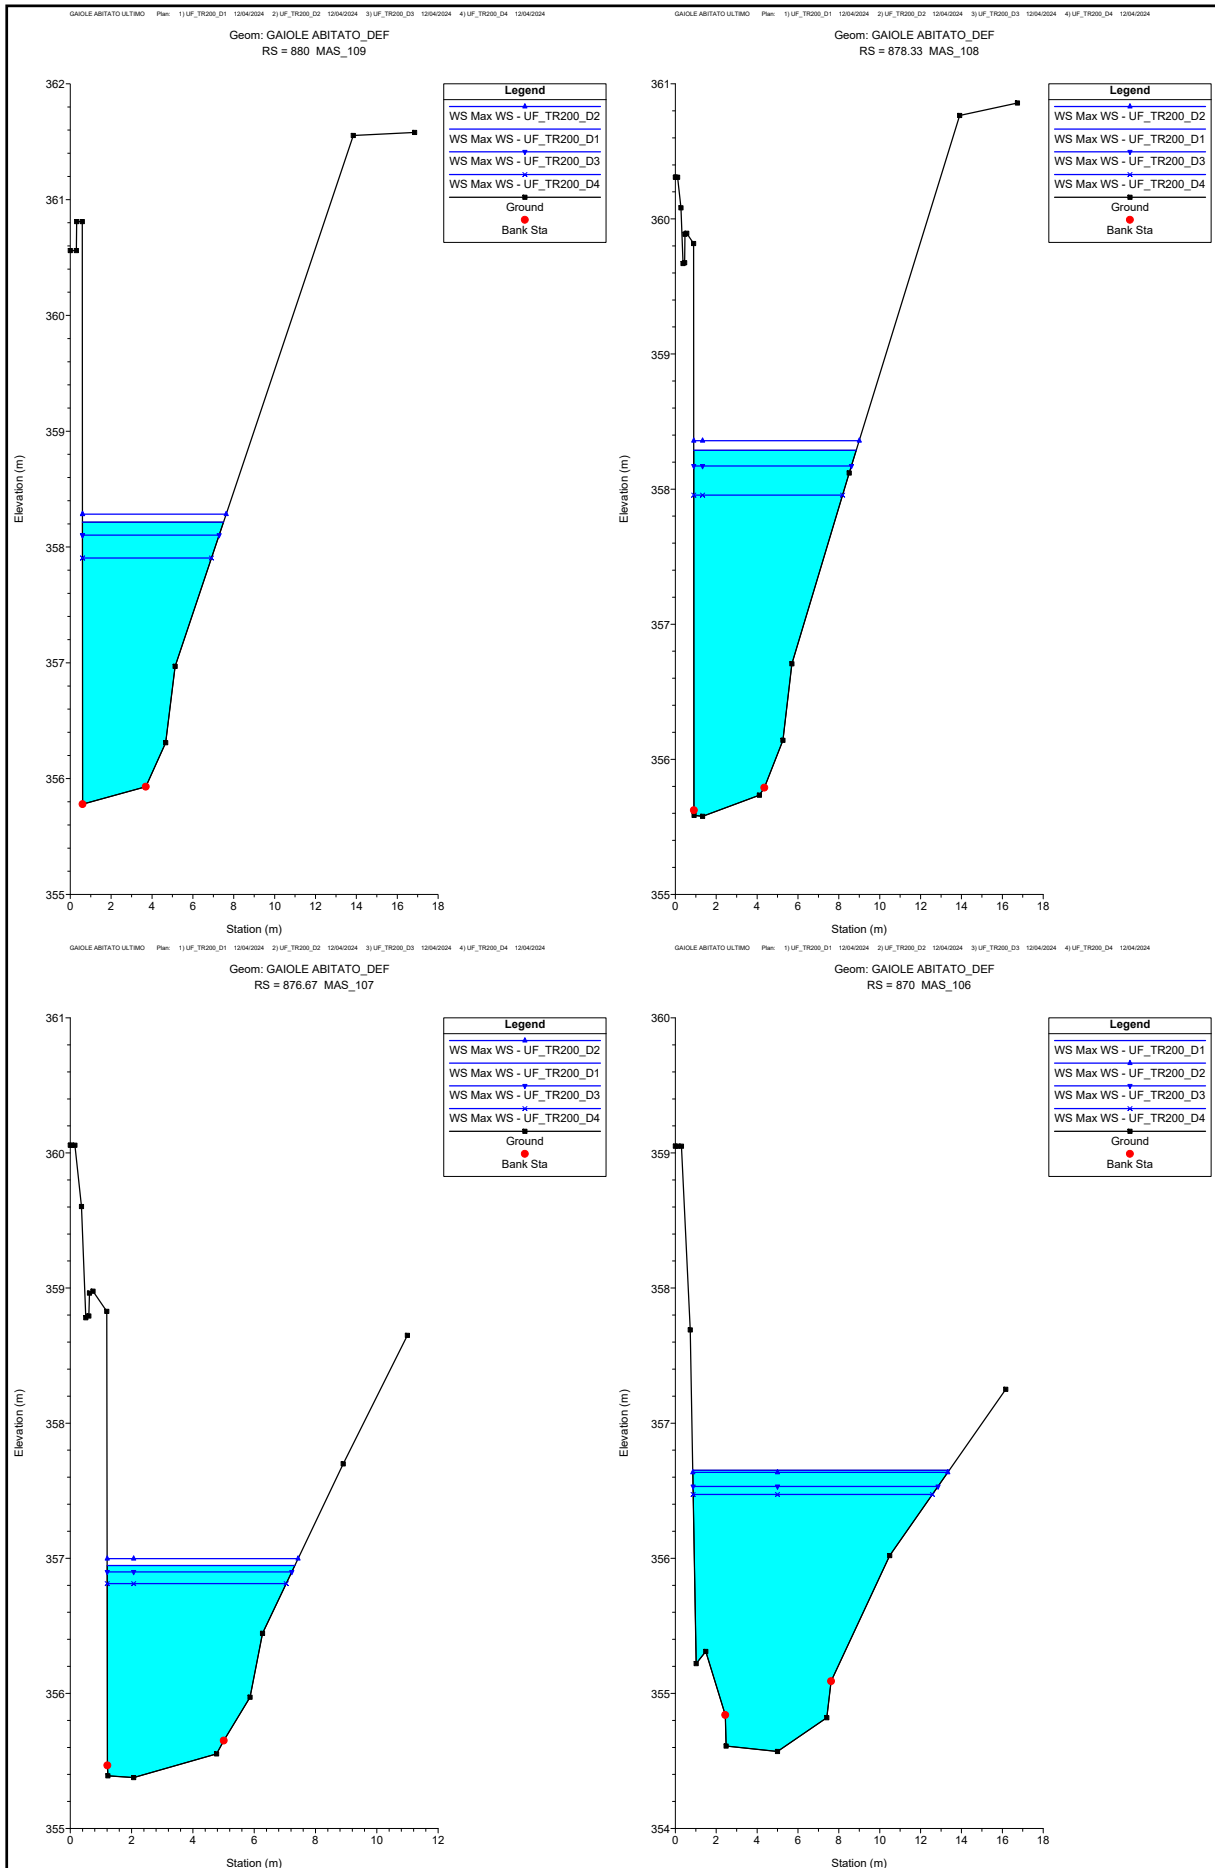 GAIOLE ABITATO ULTIMO Plan: 1) UF_TR200_D1 12/04/2024 2) UF_TR200_D2 12/04/2024 3) UF_TR200_D3 12/04/2024 4) UF_TR200_D4 12/04/2024
Geom: GAIOLE ABITATO_DEF
RS = 880 MAS_109
Legend
WS Max WS - UF_TR200_D2
WS Max WS - UF_TR200_D1
WS Max WS - UF_TR200_D3
WS Max WS - UF_TR200_D4
Ground
Bank Sta
362
361
360
359
358
357
356
355
Elevation (m)
0 2 4 6 8 10 12 14 16 18
Station (m)
GAIOLE ABITATO ULTIMO Plan: 1) UF_TR200_D1 12/04/2024 2) UF_TR200_D2 12/04/2024 3) UF_TR200_D3 12/04/2024 4) UF_TR200_D4 12/04/2024
Geom: GAIOLE ABITATO_DEF
RS = 878.33 MAS_108
Legend
WS Max WS - UF_TR200_D2
WS Max WS - UF_TR200_D1
WS Max WS - UF_TR200_D3
WS Max WS - UF_TR200_D4
Ground
Bank Sta
361
360
359
358
357
356
355
Elevation (m)
0 2 4 6 8 10 12 14 16 18
Station (m)
GAIOLE ABITATO ULTIMO Plan: 1) UF_TR200_D1 12/04/2024 2) UF_TR200_D2 12/04/2024 3) UF_TR200_D3 12/04/2024 4) UF_TR200_D4 12/04/2024
Geom: GAIOLE ABITATO_DEF
RS = 876.67 MAS_107
Legend
WS Max WS - UF_TR200_D2
WS Max WS - UF_TR200_D1
WS Max WS - UF_TR200_D3
WS Max WS - UF_TR200_D4
Ground
Bank Sta
361
360
359
358
357
356
355
Elevation (m)
0 2 4 6 8 10 12
Station (m)
GAIOLE ABITATO ULTIMO Plan: 1) UF_TR200_D1 12/04/2024 2) UF_TR200_D2 12/04/2024 3) UF_TR200_D3 12/04/2024 4) UF_TR200_D4 12/04/2024
Geom: GAIOLE ABITATO_DEF
RS = 870 MAS_106
Legend
WS Max WS - UF_TR200_D1
WS Max WS - UF_TR200_D2
WS Max WS - UF_TR200_D3
WS Max WS - UF_TR200_D4
Ground
Bank Sta
360
359
358
357
356
355
354
Elevation (m)
0 2 4 6 8 10 12 14 16 18
Station (m)